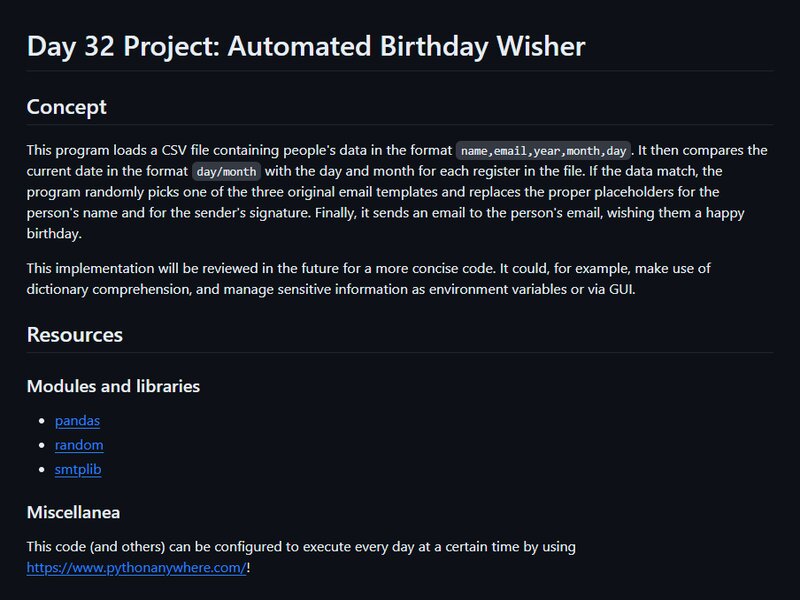 Day 32 Project: Automated Birthday Wisher
Concept
This program loads a CSV file containing people's data in the format name,email,year,month,day. It then compares the
current date in the format day/month with the day and month for each register in the file. If the data match, the
program randomly picks one of the three original email templates and replaces the proper placeholders for the
person's name and for the sender's signature. Finally, it sends an email to the person's email, wishing them a happy
birthday.
This implementation will be reviewed in the future for a more concise code. It could, for example, make use of
dictionary comprehension, and manage sensitive information as environment variables or via GUI.
Resources
Modules and libraries
• pandas
• random
• smtplib
Miscellanea
This code (and others) can be configured to execute every day at a certain time by using
https://www.pythonanywhere.com/!